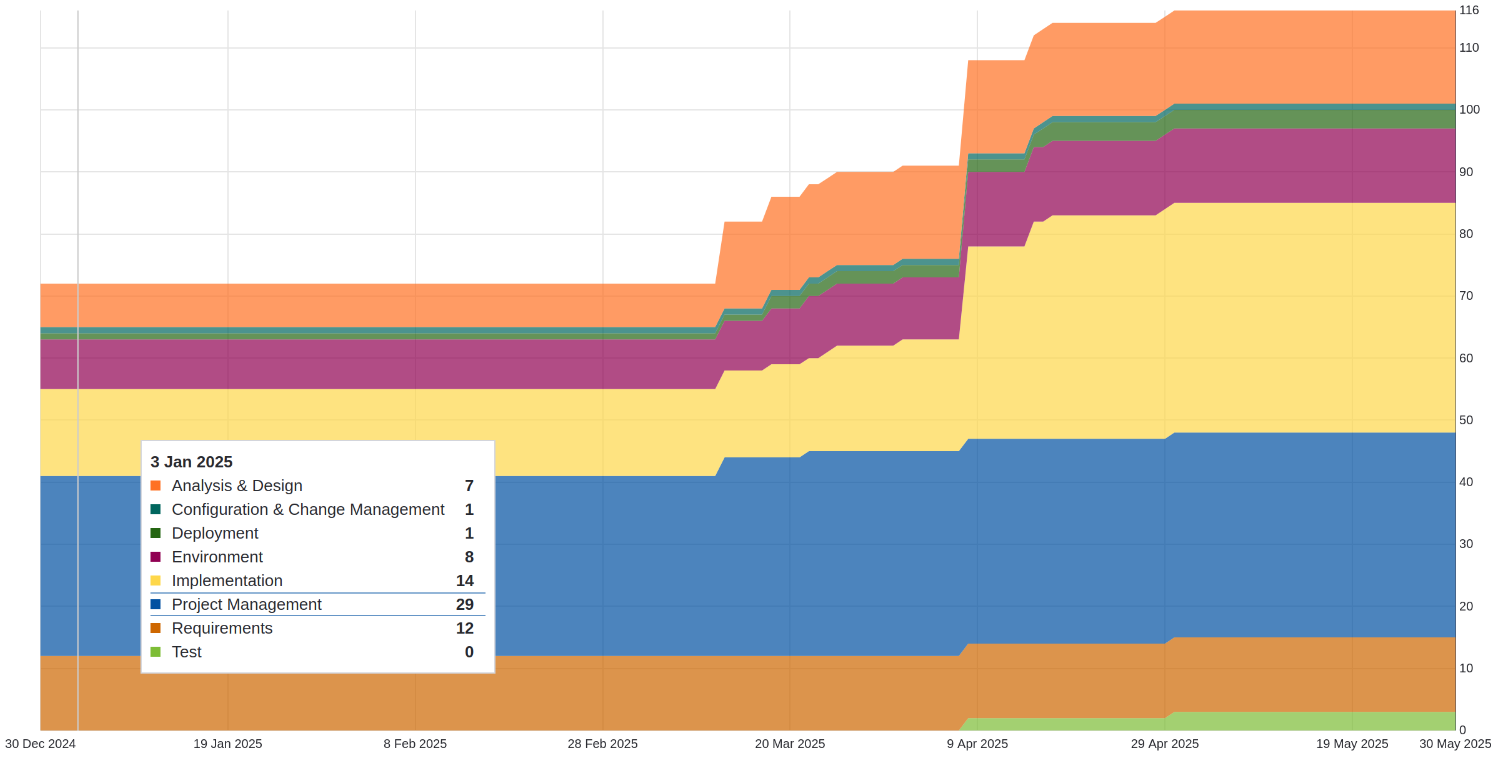 116
110
100
90
80
70
60
50
40
30
20
10
0
3 Jan 2025
Analysis & Design 7
Configuration & Change Management 1
Deployment 1
Environment 8
Implementation 14
Project Management 29
Requirements 12
Test 0
30 Dec 2024 19 Jan 2025 8 Feb 2025 28 Feb 2025 20 Mar 2025 9 Apr 2025 29 Apr 2025 19 May 2025 30 May 2025